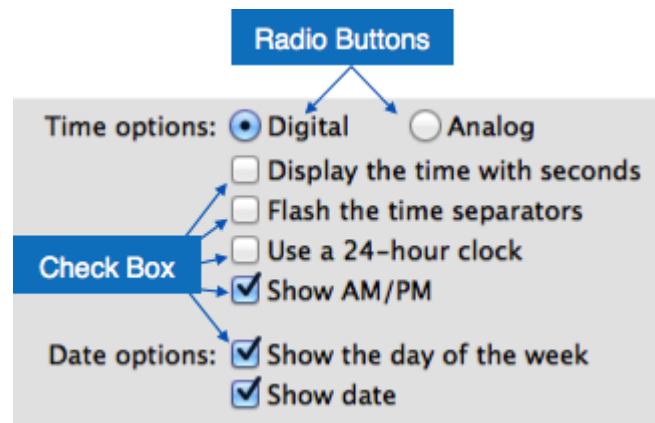 Radio Buttons
Time options: Digital Analog
Display the time with seconds
Flash the time separators
Use a 24-hour clock
Check Box
Show AM/PM
Date options: Show the day of the week
Show date